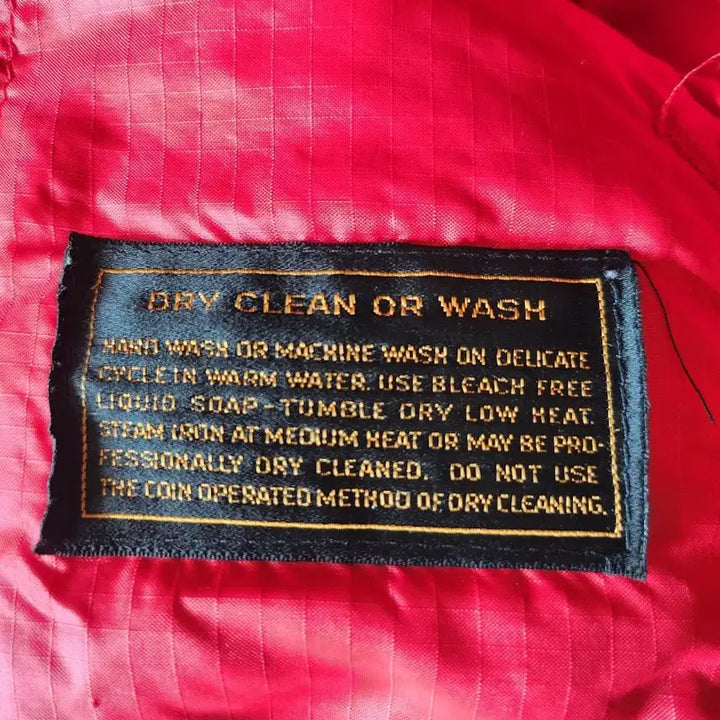 DRY CLEAN OR WASH
HAND WASH OR MACHINE WASH ON DELICATE
CYCLE IN WARM WATER. USE BLEACH FREE
LIQUID SOAP-TUMBLE DRY LOW HEAT.
STEAM IRON AT MEDIUM HEAT OR MAY BE PRO-
FESSIONALLY DRY CLEANED. DO NOT USE
THE COIN OPERATED METHOD OF DRY CLEANING.